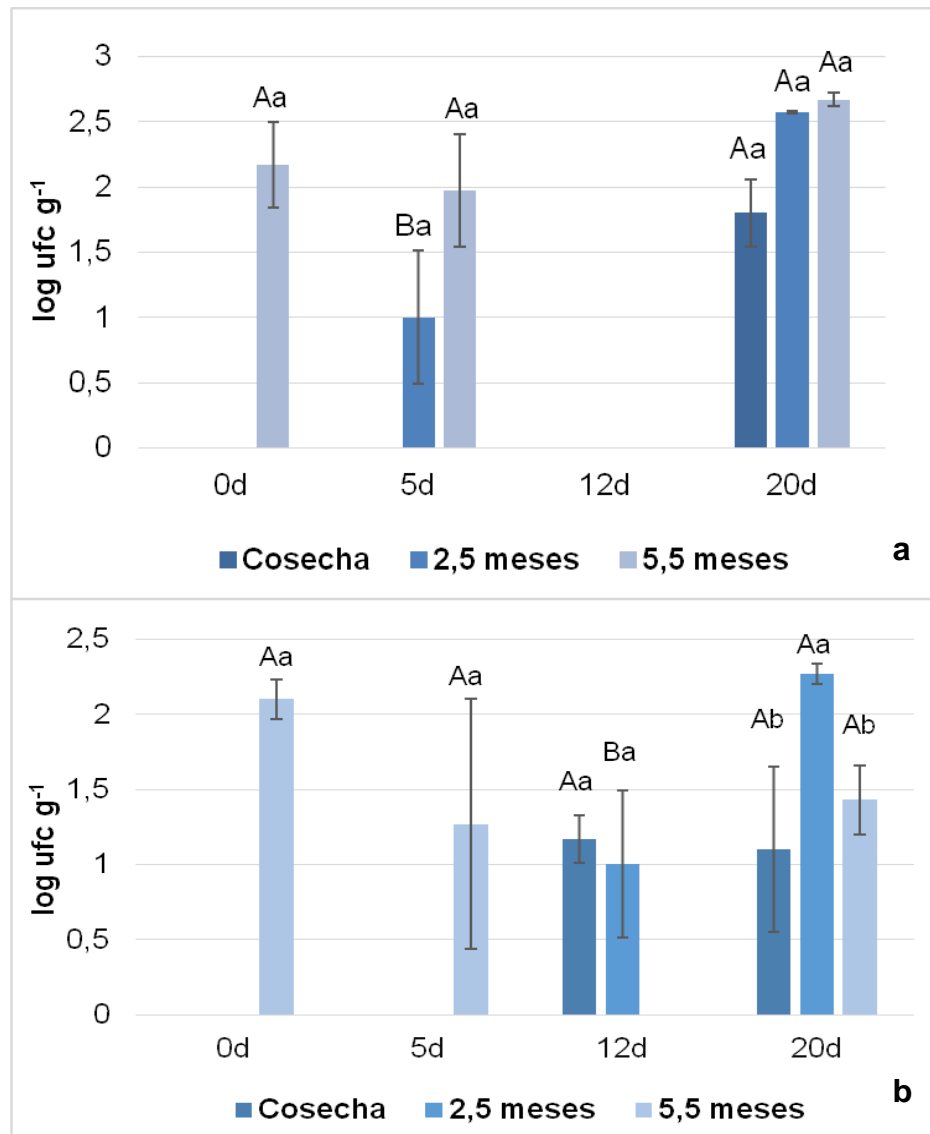 3
2,5
2
1,5
1
0,5
0
log ufc g-1
Aa
Ba
Aa
Aa
Aa
Aa
0d 5d 12d 20d
Cosecha 2,5 meses 5,5 meses
a
2,5
2
1,5
1
0,5
0
log ufc g-1
Aa
Aa
Aa
Ba
Ab
Aa
Ab
0d 5d 12d 20d
Cosecha 2,5 meses 5,5 meses
b